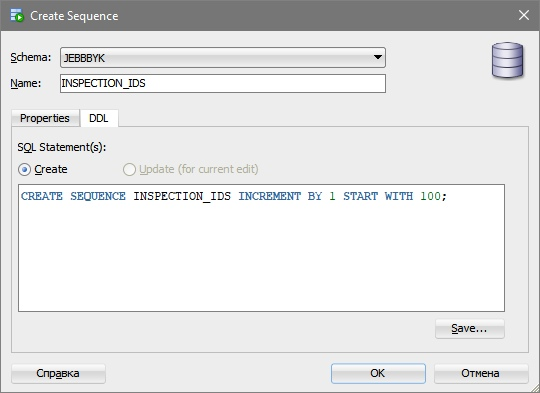 Create Sequence
Schema:
JEBBBYK
Name:
INSPECTION_IDS
Properties
DDL
SQL Statement(s):
Create
Update (for current edit)
CREATE SEQUENCE INSPECTION_IDS INCREMENT BY 1 START WITH 100;
Save...
Справка
OK
Отмена